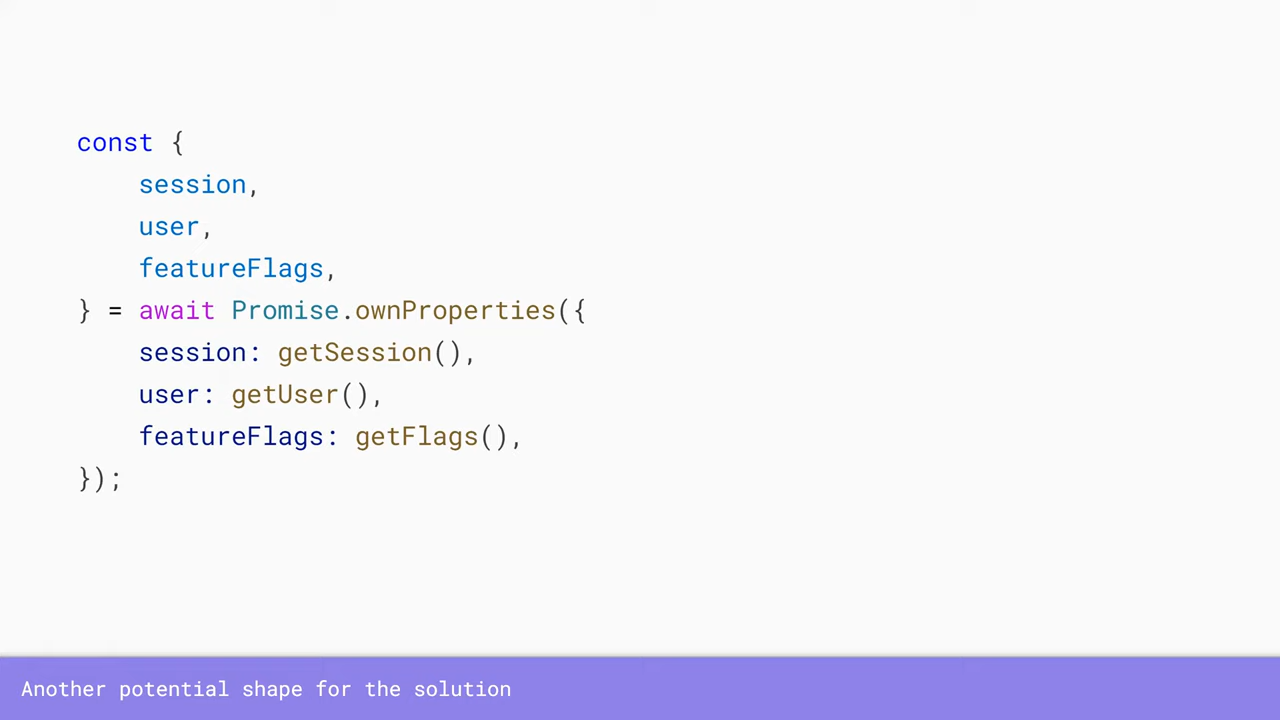 const {
    session,
    user,
    featureFlags,
} = await Promise.ownProperties({
    session: getSession(),
    user: getUser(),
    featureFlags: getFlags(),
});
Another potential shape for the solution